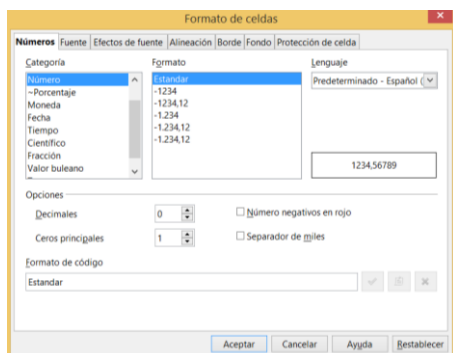 Formato de celdas
Números Fuente Efectos de fuente Alineación Borde Fondo Protección de celda
Categoría Formato Lenguaje
Número
~Porcentaje
Moneda
Fecha
Tiempo
Científico
Fracción
Valor buleano
Estandar
-1234
-1234,12
-1.234
-1.234,12
-1.234,12
Predeterminado - Español (
1234,56789
Opciones
Decimales 0 Número negativos en rojo
Ceros principales 1 Separador de miles
Formato de código
Estandar
Aceptar Cancelar Ayuda Restablecer